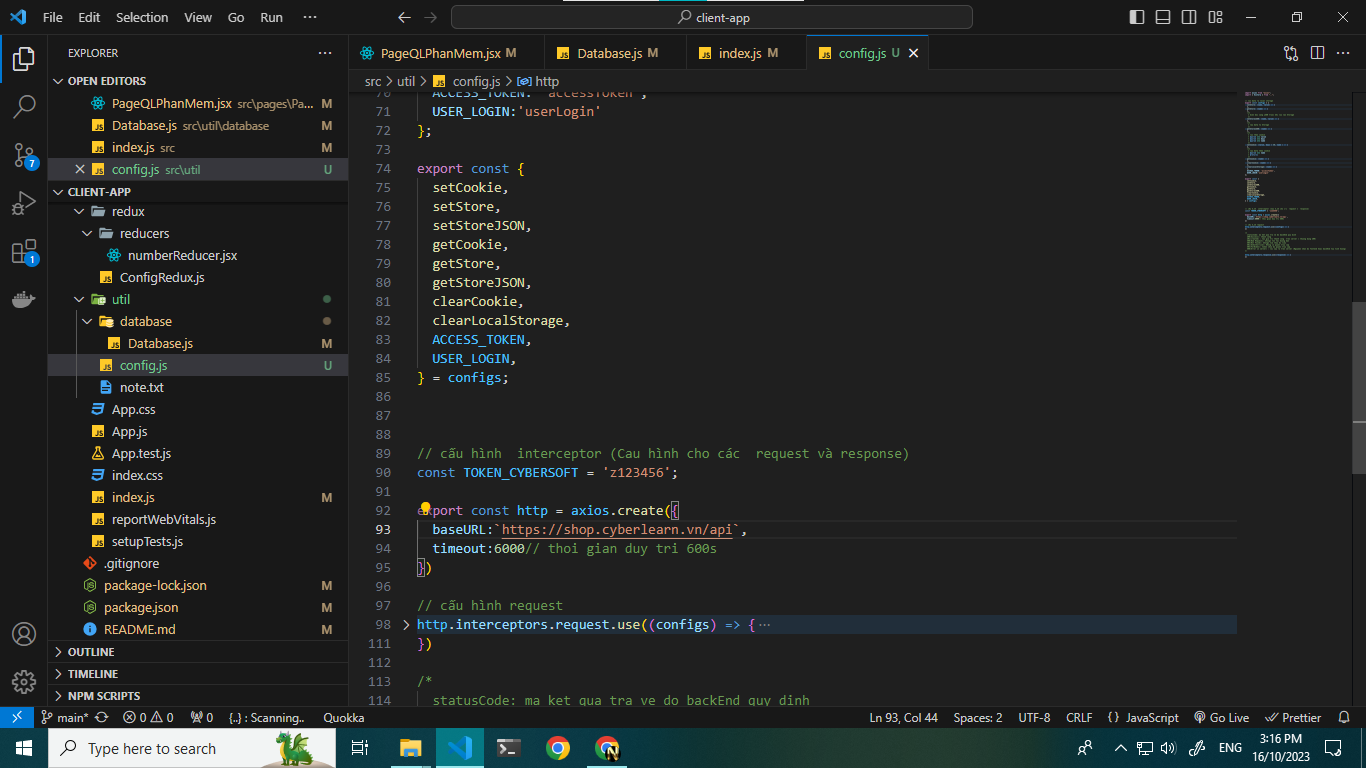 File Edit Selection View Go Run ···
client-app
EXPLORER
OPEN EDITORS
PageQLPhanMem.jsx src\pages\Pa... M
Database.js src\util\database M
index.js src M
config.js src\util U
CLIENT-APP
redux
reducers
numberReducer.jsx
ConfigRedux.js
util
database
Database.js M
config.js U
note.txt
App.css
App.js
App.test.js
index.css
index.js M
reportWebVitals.js
setupTests.js
.gitignore
package-lock.json M
package.json M
README.md M
OUTLINE
TIMELINE
NPM SCRIPTS
7
1
PageQLPhanMem.jsx M
Database.js M
index.js M
config.js U
src > util > config.js > http
70 ACCESS_TOKEN: 'accessToken',
71 USER_LOGIN:'userLogin'
72 };
73
74 export const {
75 setCookie,
76 setStore,
77 setStoreJSON,
78 getCookie,
79 getStore,
80 getStoreJSON,
81 clearCookie,
82 clearLocalStorage,
83 ACCESS_TOKEN,
84 USER_LOGIN,
85 } = configs;
86
87
88
89 // cấu hình  interceptor (Cau hình cho các  request và response)
90 const TOKEN_CYBERSOFT = 'z123456';
91
92 export const http = axios.create({
93 baseURL:`https://shop.cyberlearn.vn/api`,
94 timeout:6000// thoi gian duy tri 600s
95 })
96
97 // cấu hình request
98 http.interceptors.request.use((configs) => { ···
111 })
112
113 /*
114 statusCode: ma ket qua tra ve do backEnd quy dinh
main* 0 0 0 {..} : Scanning.. Quokka
Ln 93, Col 44 Spaces: 2 UTF-8 CRLF {} JavaScript Go Live Prettier
Type here to search
ENG
3:16 PM
16/10/2023